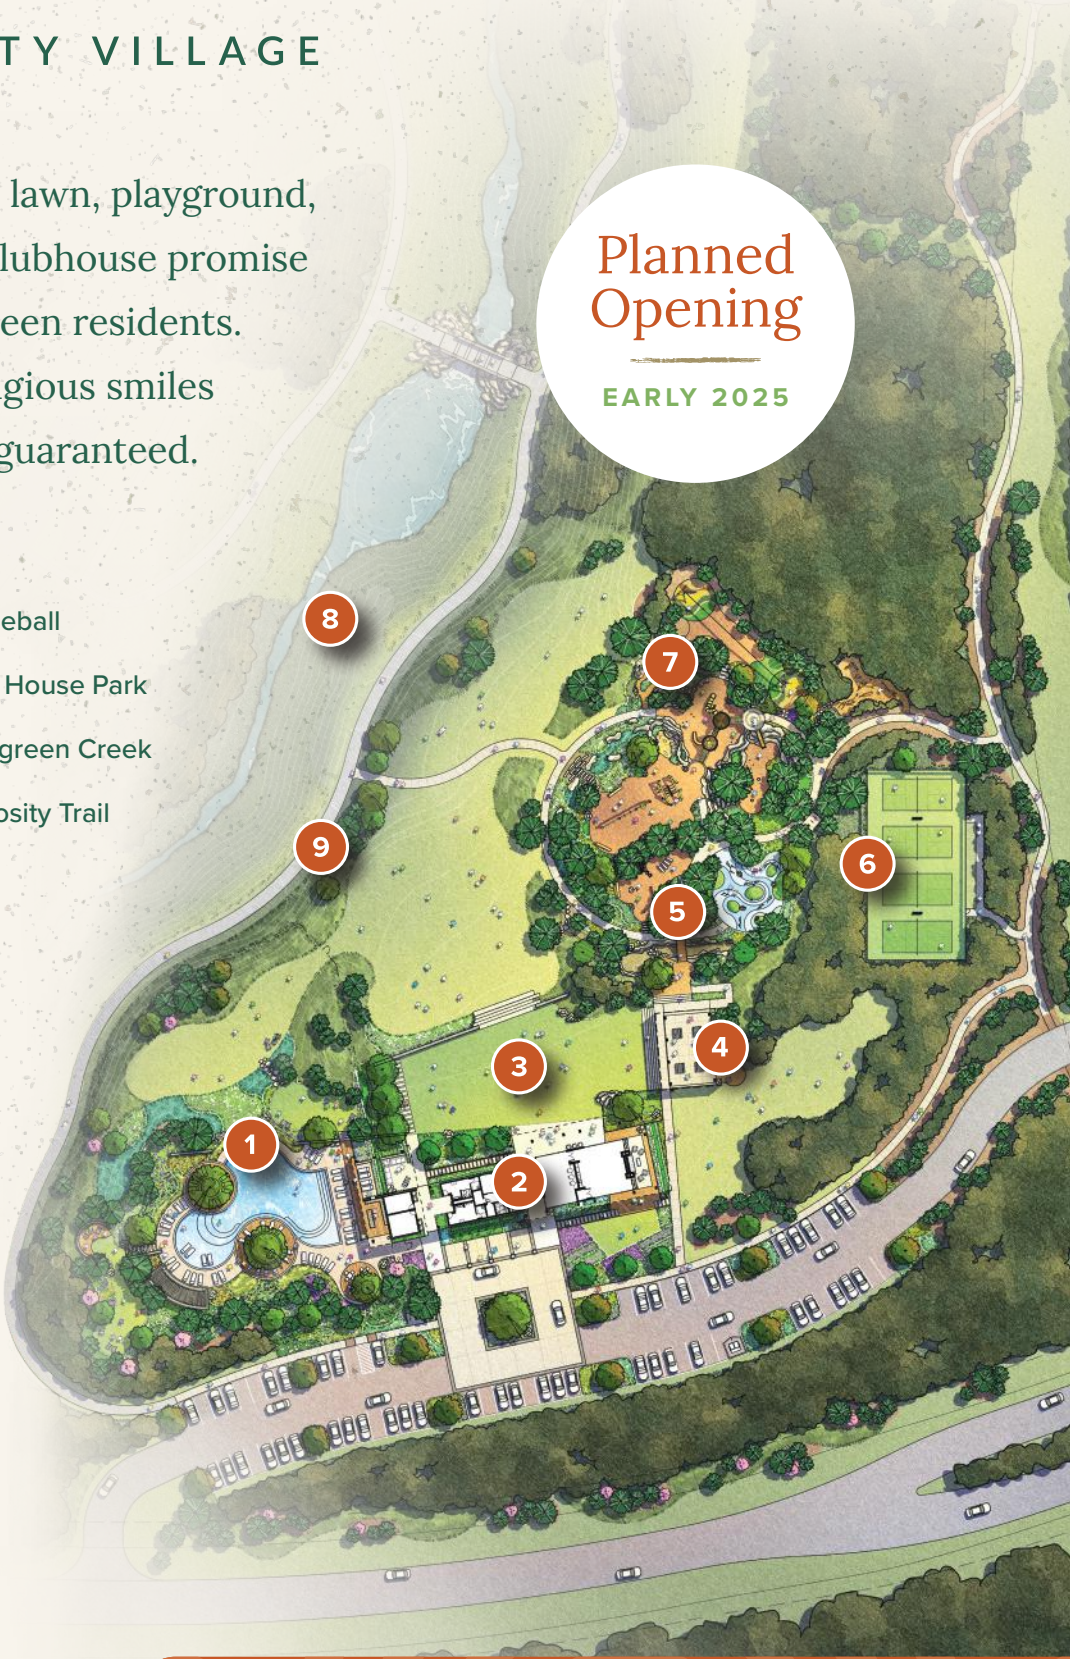 TY VILLAGE
lawn, playground,
lubhouse promise
een residents.
gious smiles
guaranteed.
Planned
Opening
EARLY 2025
eball
House Park
green Creek
osity Trail
8
7
9
6
5
4
3
1
2